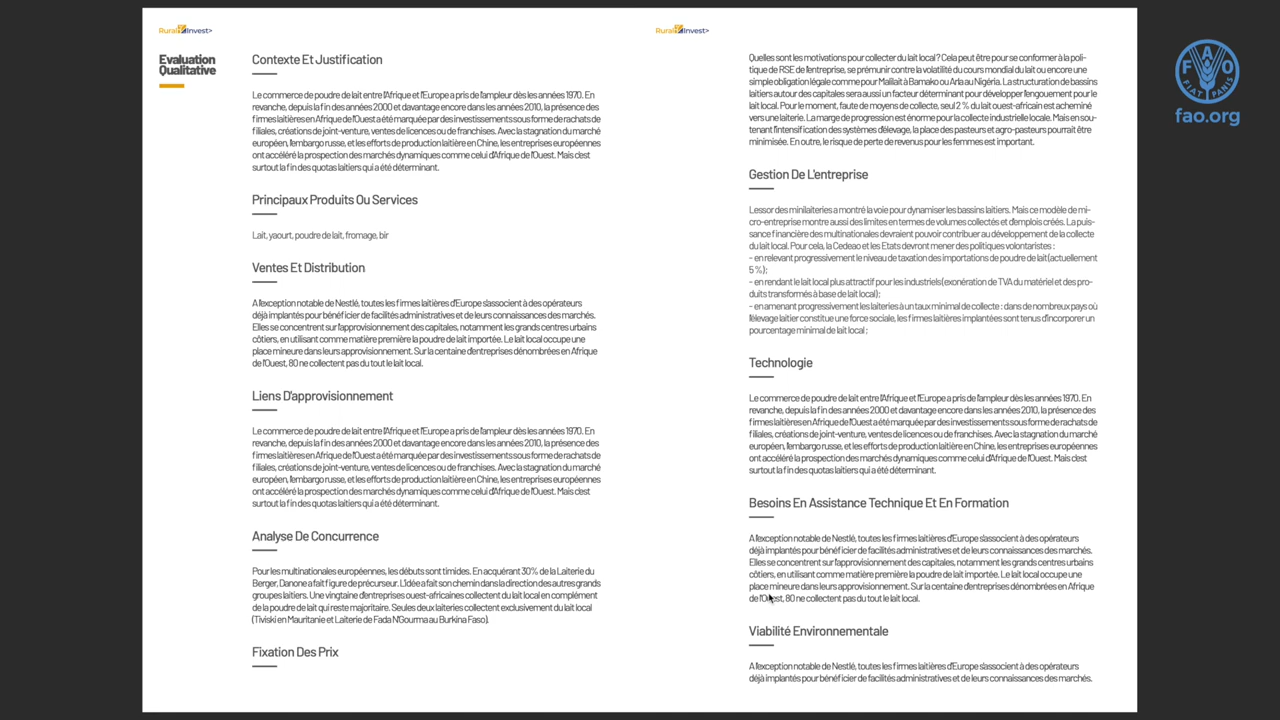 Rural Invest>
Evaluation
Qualitative
Contexte Et Justification
Le commerce de poudre de lait entre l'Afrique et l'Europe a pris de l'ampleur dès les années 1970. En
revanche, depuis la fin des années 2000 et davantage encore dans les années 2010, la présence des
firmes laitières en Afrique de l'Ouest a été marquée par des investissements sous forme de rachats de
filiales, créations de joint-venture, ventes de licences ou de franchises. Avec la stagnation du marché
européen, l'embargo russe, et les efforts de production laitière en Chine, les entreprises européennes
ont accéléré la prospection des marchés dynamiques comme celui d'Afrique de l'Ouest. Mais c'est
surtout la fin des quotas laitiers qui a été déterminant.
Principaux Produits Ou Services
Lait, yaourt, poudre de lait, fromage, bir
Ventes Et Distribution
A l'exception notable de Nestlé, toutes les firmes laitières d'Europe s'associent à des opérateurs
déjà implantés pour bénéficier de facilités administratives et de leurs connaissances des marchés.
Elles se concentrent sur l'approvisionnement des capitales, notamment les grands centres urbains
côtiers, en utilisant comme matière première la poudre de lait importée. Le lait local occupe une
place mineure dans leurs approvisionnement. Sur la centaine d'entreprises dénombrées en Afrique
de l'Ouest, 80 ne collectent pas du tout le lait local.
Liens D'approvisionnement
Le commerce de poudre de lait entre l'Afrique et l'Europe a pris de l'ampleur dès les années 1970. En
revanche, depuis la fin des années 2000 et davantage encore dans les années 2010, la présence des
firmes laitières en Afrique de l'Ouest a été marquée par des investissements sous forme de rachats de
filiales, créations de joint-venture, ventes de licences ou de franchises. Avec la stagnation du marché
européen, l'embargo russe, et les efforts de production laitière en Chine, les entreprises européennes
ont accéléré la prospection des marchés dynamiques comme celui d'Afrique de l'Ouest. Mais c'est
surtout la fin des quotas laitiers qui a été déterminant.
Analyse De Concurrence
Pour les multinationales européennes, les débuts sont timides. En acquérant 30% de la Laiterie du
Berger, Danone a fait figure de précurseur. L'idée a fait son chemin dans la direction des autres grands
groupes laitiers. Une vingtaine d'entreprises ouest-africaines collectent du lait local en complément
de la poudre de lait qui reste majoritaire. Seules deux laiteries collectent exclusivement du lait local
(Tiviski en Mauritanie et Laiterie de Fada N'Gourma au Burkina Faso).
Fixation Des Prix
Rural Invest>
Quelles sont les motivations pour collecter du lait local ? Cela peut être pour se conformer à la poli-
tique de RSE de l'entreprise, se prémunir contre la volatilité du cours mondial du lait ou encore une
simple obligation légale comme pour Maillait à Bamako ou Arla au Nigéria. La structuration de bassins
laitiers autour des capitales sera aussi un facteur déterminant pour développer l'engouement pour le
lait local. Pour le moment, faute de moyens de collecte, seul 2 % du lait ouest-africain est acheminé
vers une laiterie. La marge de progression est énorme pour la collecte industrielle locale. Mais en sou-
tenant l'intensification des systèmes d'élevage, la place des pasteurs et agro-pasteurs pourrait être
minimisée. En outre, le risque de perte de revenus pour les femmes est important.
Gestion De L'entreprise
L'essor des minilaiteries a montré la voie pour dynamiser les bassins laitiers. Mais ce modèle de mi-
cro-entreprise montre aussi des limites en termes de volumes collectés et d'emplois créés. La puis-
sance financière des multinationales devraient pouvoir contribuer au développement de la collecte
du lait local. Pour cela, la Cedeao et les Etats devront mener des politiques volontaristes :
- en relevant progressivement le niveau de taxation des importations de poudre de lait (actuellement
5 %) ;
- en rendant le lait local plus attractif pour les industriels (exonération de TVA du matériel et des pro-
duits transformés à base de lait local) ;
- en amenant progressivement les laiteries à un taux minimal de collecte : dans de nombreux pays où
l'élevage laitier constitue une force sociale, les firmes laitières implantées sont tenus d'incorporer un
pourcentage minimal de lait local ;
Technologie
Le commerce de poudre de lait entre l'Afrique et l'Europe a pris de l'ampleur dès les années 1970. En
revanche, depuis la fin des années 2000 et davantage encore dans les années 2010, la présence des
firmes laitières en Afrique de l'Ouest a été marquée par des investissements sous forme de rachats de
filiales, créations de joint-venture, ventes de licences ou de franchises. Avec la stagnation du marché
européen, l'embargo russe, et les efforts de production laitière en Chine, les entreprises européennes
ont accéléré la prospection des marchés dynamiques comme celui d'Afrique de l'Ouest. Mais c'est
surtout la fin des quotas laitiers qui a été déterminant.
Besoins En Assistance Technique Et En Formation
A l'exception notable de Nestlé, toutes les firmes laitières d'Europe s'associent à des opérateurs
déjà implantés pour bénéficier de facilités administratives et de leurs connaissances des marchés.
Elles se concentrent sur l'approvisionnement des capitales, notamment les grands centres urbains
côtiers, en utilisant comme matière première la poudre de lait importée. Le lait local occupe une
place mineure dans leurs approvisionnement. Sur la centaine d'entreprises dénombrées en Afrique
de l'Ouest, 80 ne collectent pas du tout le lait local.
Viabilité Environnementale
A l'exception notable de Nestlé, toutes les firmes laitières d'Europe s'associent à des opérateurs
déjà implantés pour bénéficier de facilités administratives et de leurs connaissances des marchés.
FAO
FIAT PANIS
fao.org